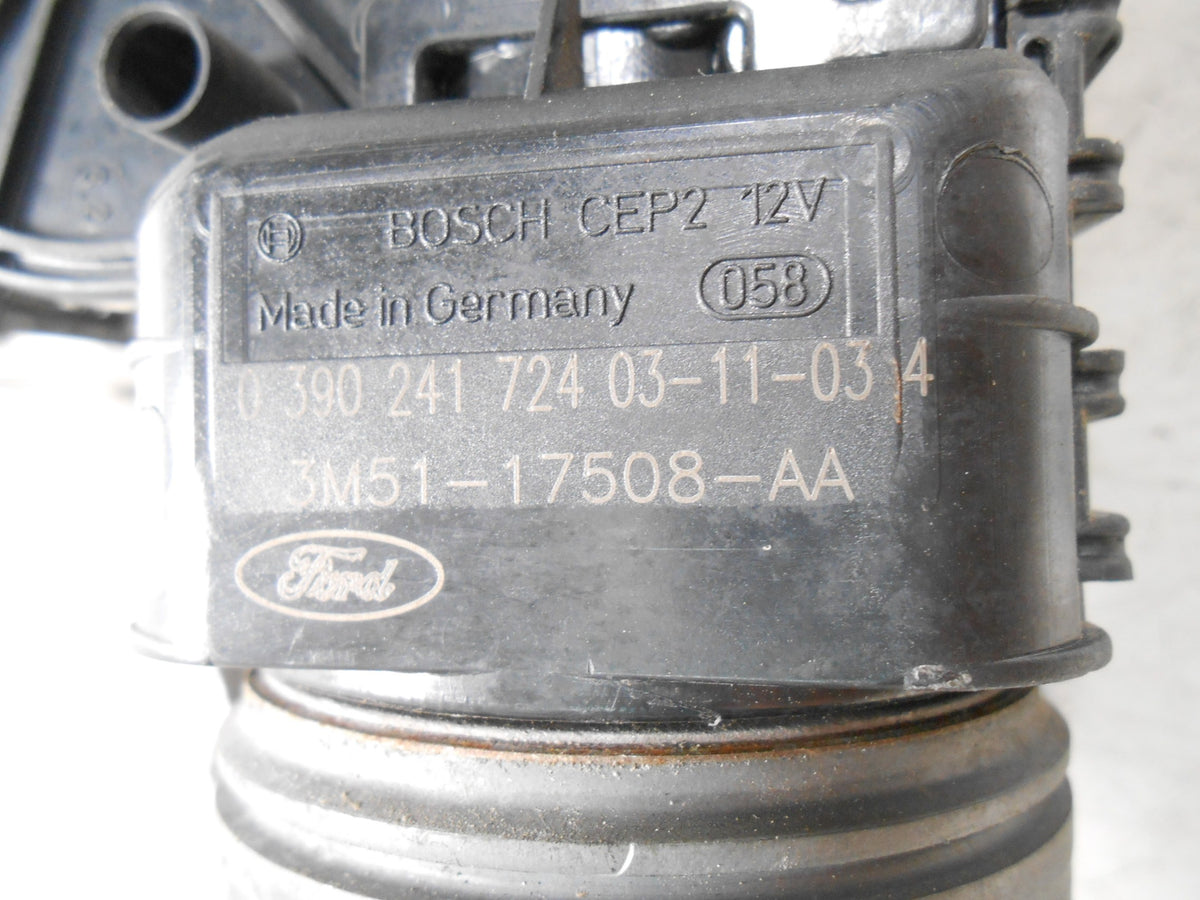 BOSCH CEP2 12V
Made in Germany 058
0 390 241 724 03-11-03 4
3M51-17508-AA
Ford